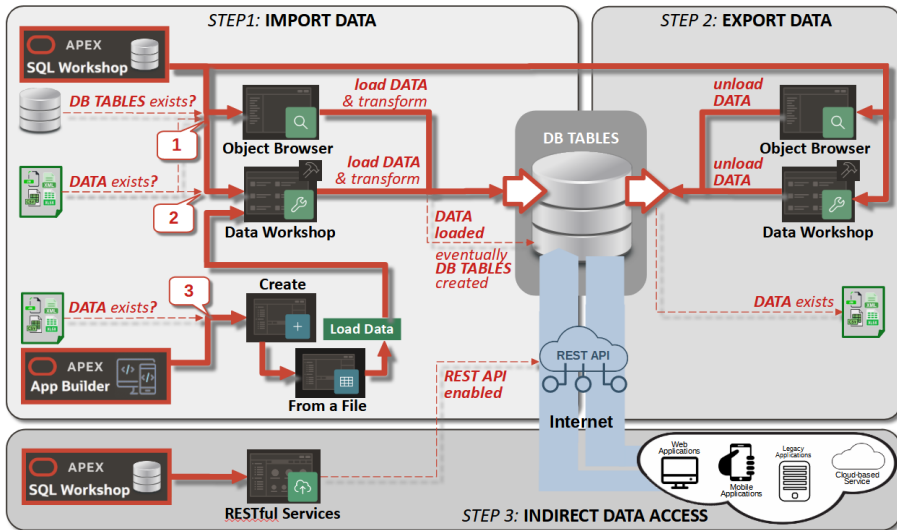 STEP1: IMPORT DATA
STEP 2: EXPORT DATA
APEX
SQL Workshop
DB TABLES exists?
1
Object Browser
load DATA
& transform
DATA exists?
2
Data Workshop
load DATA
& transform
DB TABLES
unload
DATA
Object Browser
unload
DATA
Data Workshop
DATA
loaded
eventually
DB TABLES
created
DATA exists?
3
Create
Load Data
From a File
APEX
App Builder
DATA exists
REST API
REST API
enabled
Internet
APEX
SQL Workshop
RESTful Services
Web
Applications
Mobile
Applications
Legacy
Applications
Cloud-based
Service
STEP 3: INDIRECT DATA ACCESS